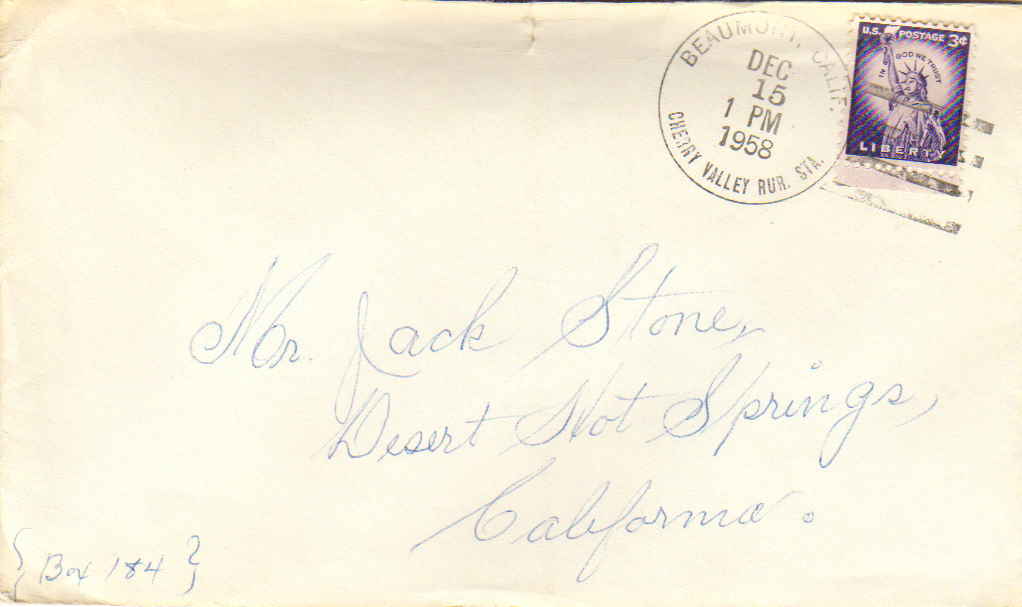 BEAUMONT, CALIF.
DEC
15
1 PM
1958
CHERRY VALLEY RUR. STA.
U.S. POSTAGE 3¢
IN GOD WE TRUST
LIBERTY
Mr. Jack Stone,
Desert Hot Springs,
California.
{Box 184}